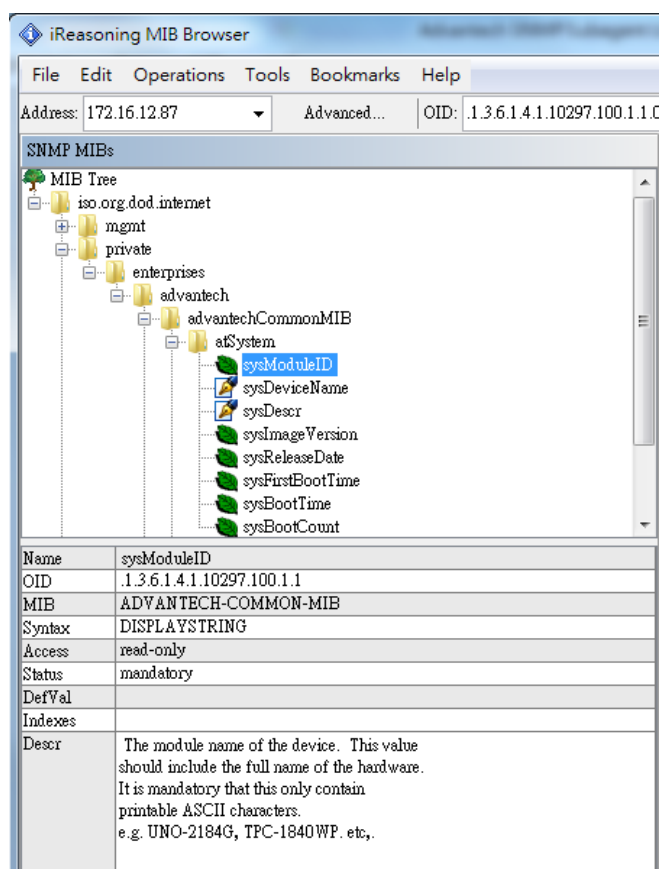 iReasoning MIB Browser
File Edit Operations Tools Bookmarks Help
Address: 172.16.12.87 Advanced... OID: .1.3.6.1.4.1.10297.100.1.1.0
SNMP MIBs
MIB Tree
iso.org.dod.internet
mgmt
private
enterprises
advantech
advantechCommonMIB
atSystem
sysModuleID
sysDeviceName
sysDescr
sysImageVersion
sysReleaseDate
sysFirstBootTime
sysBootTime
sysBootCount
Name sysModuleID
OID .1.3.6.1.4.1.10297.100.1.1
MIB ADVANTECH-COMMON-MIB
Syntax DISPLAYSTRING
Access read-only
Status mandatory
DefVal
Indexes
Descr The module name of the device. This value
should include the full name of the hardware.
It is mandatory that this only contain
printable ASCII characters.
e.g. UNO-2184G, TPC-1840WP. etc,.